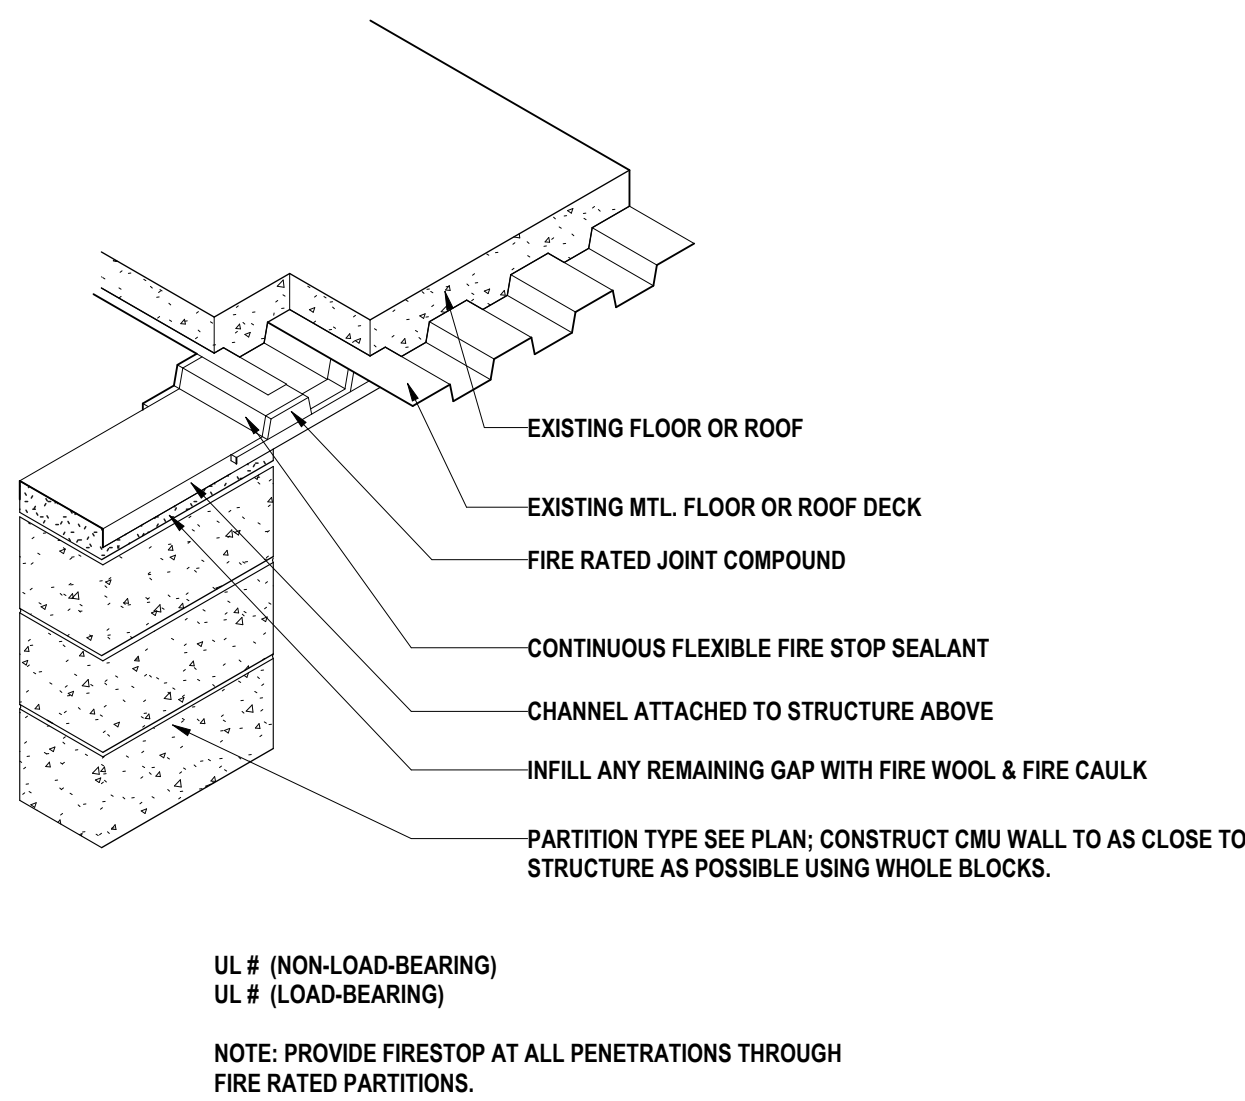 EXISTING FLOOR OR ROOF
EXISTING MTL. FLOOR OR ROOF DECK
FIRE RATED JOINT COMPOUND
CONTINUOUS FLEXIBLE FIRE STOP SEALANT
CHANNEL ATTACHED TO STRUCTURE ABOVE
INFILL ANY REMAINING GAP WITH FIRE WOOL & FIRE CAULK
PARTITION TYPE SEE PLAN; CONSTRUCT CMU WALL TO AS CLOSE TO
STRUCTURE AS POSSIBLE USING WHOLE BLOCKS.
UL # (NON-LOAD-BEARING)
UL # (LOAD-BEARING)
NOTE: PROVIDE FIRESTOP AT ALL PENETRATIONS THROUGH
FIRE RATED PARTITIONS.